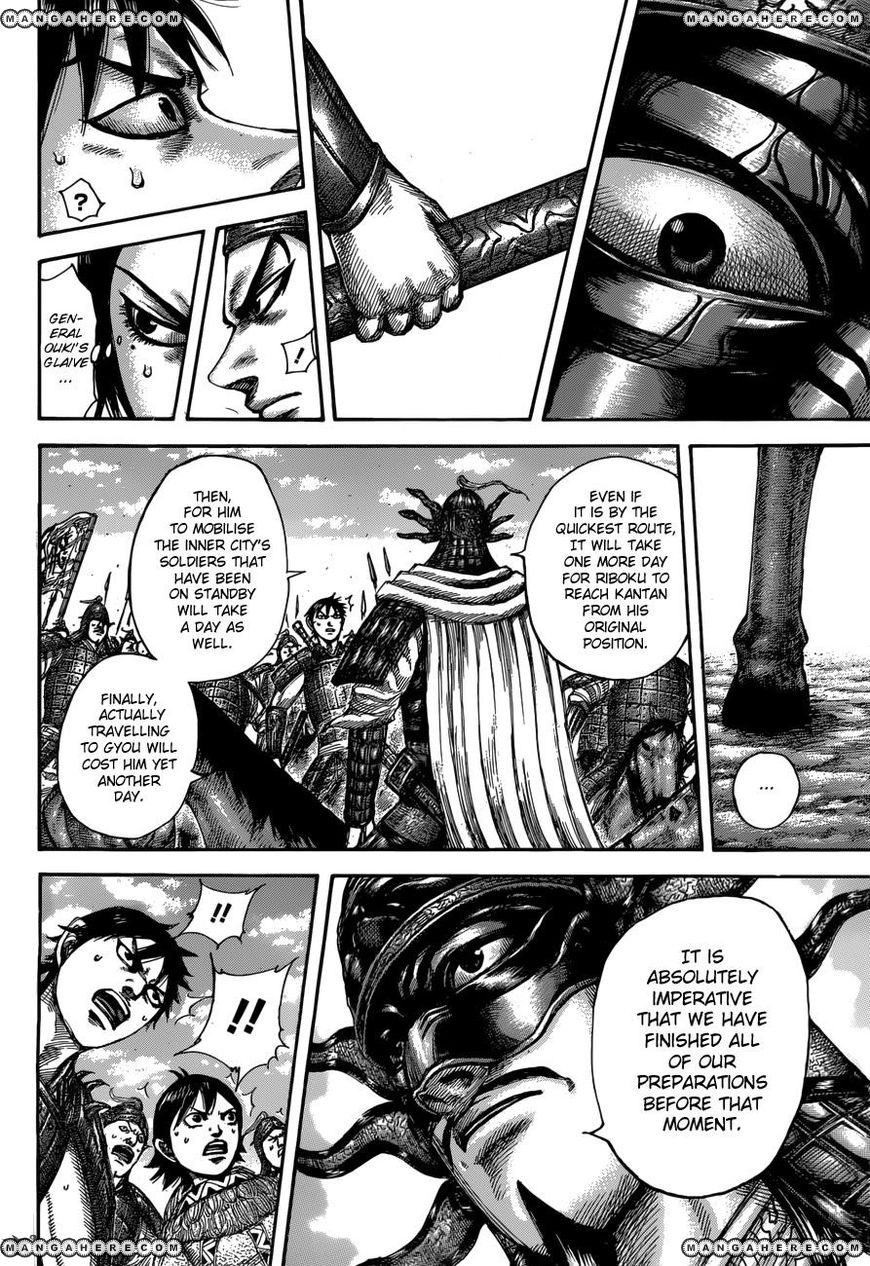 MANGAHERE.COM
MANGAHERE.COM
?
!
GEN-
ERAL
OUKI'S
GLAIVE
...
...
EVEN IF
IT IS BY THE
QUICKEST ROUTE,
IT WILL TAKE
ONE MORE DAY
FOR RIBOKU TO
REACH KANTAN
FROM HIS
ORIGINAL
POSITION.
THEN,
FOR HIM
TO MOBILISE
THE INNER CITY'S
SOLDIERS THAT
HAVE BEEN
ON STANDBY
WILL TAKE
A DAY AS
WELL.
FINALLY,
ACTUALLY
TRAVELLING
TO GYOU WILL
COST HIM YET
ANOTHER
DAY.
IT IS
ABSOLUTELY
IMPERATIVE
THAT WE HAVE
FINISHED ALL
OF OUR
PREPARATIONS
BEFORE THAT
MOMENT.
!!
!!
MANGAHERE.COM
MANGAHERE.COM